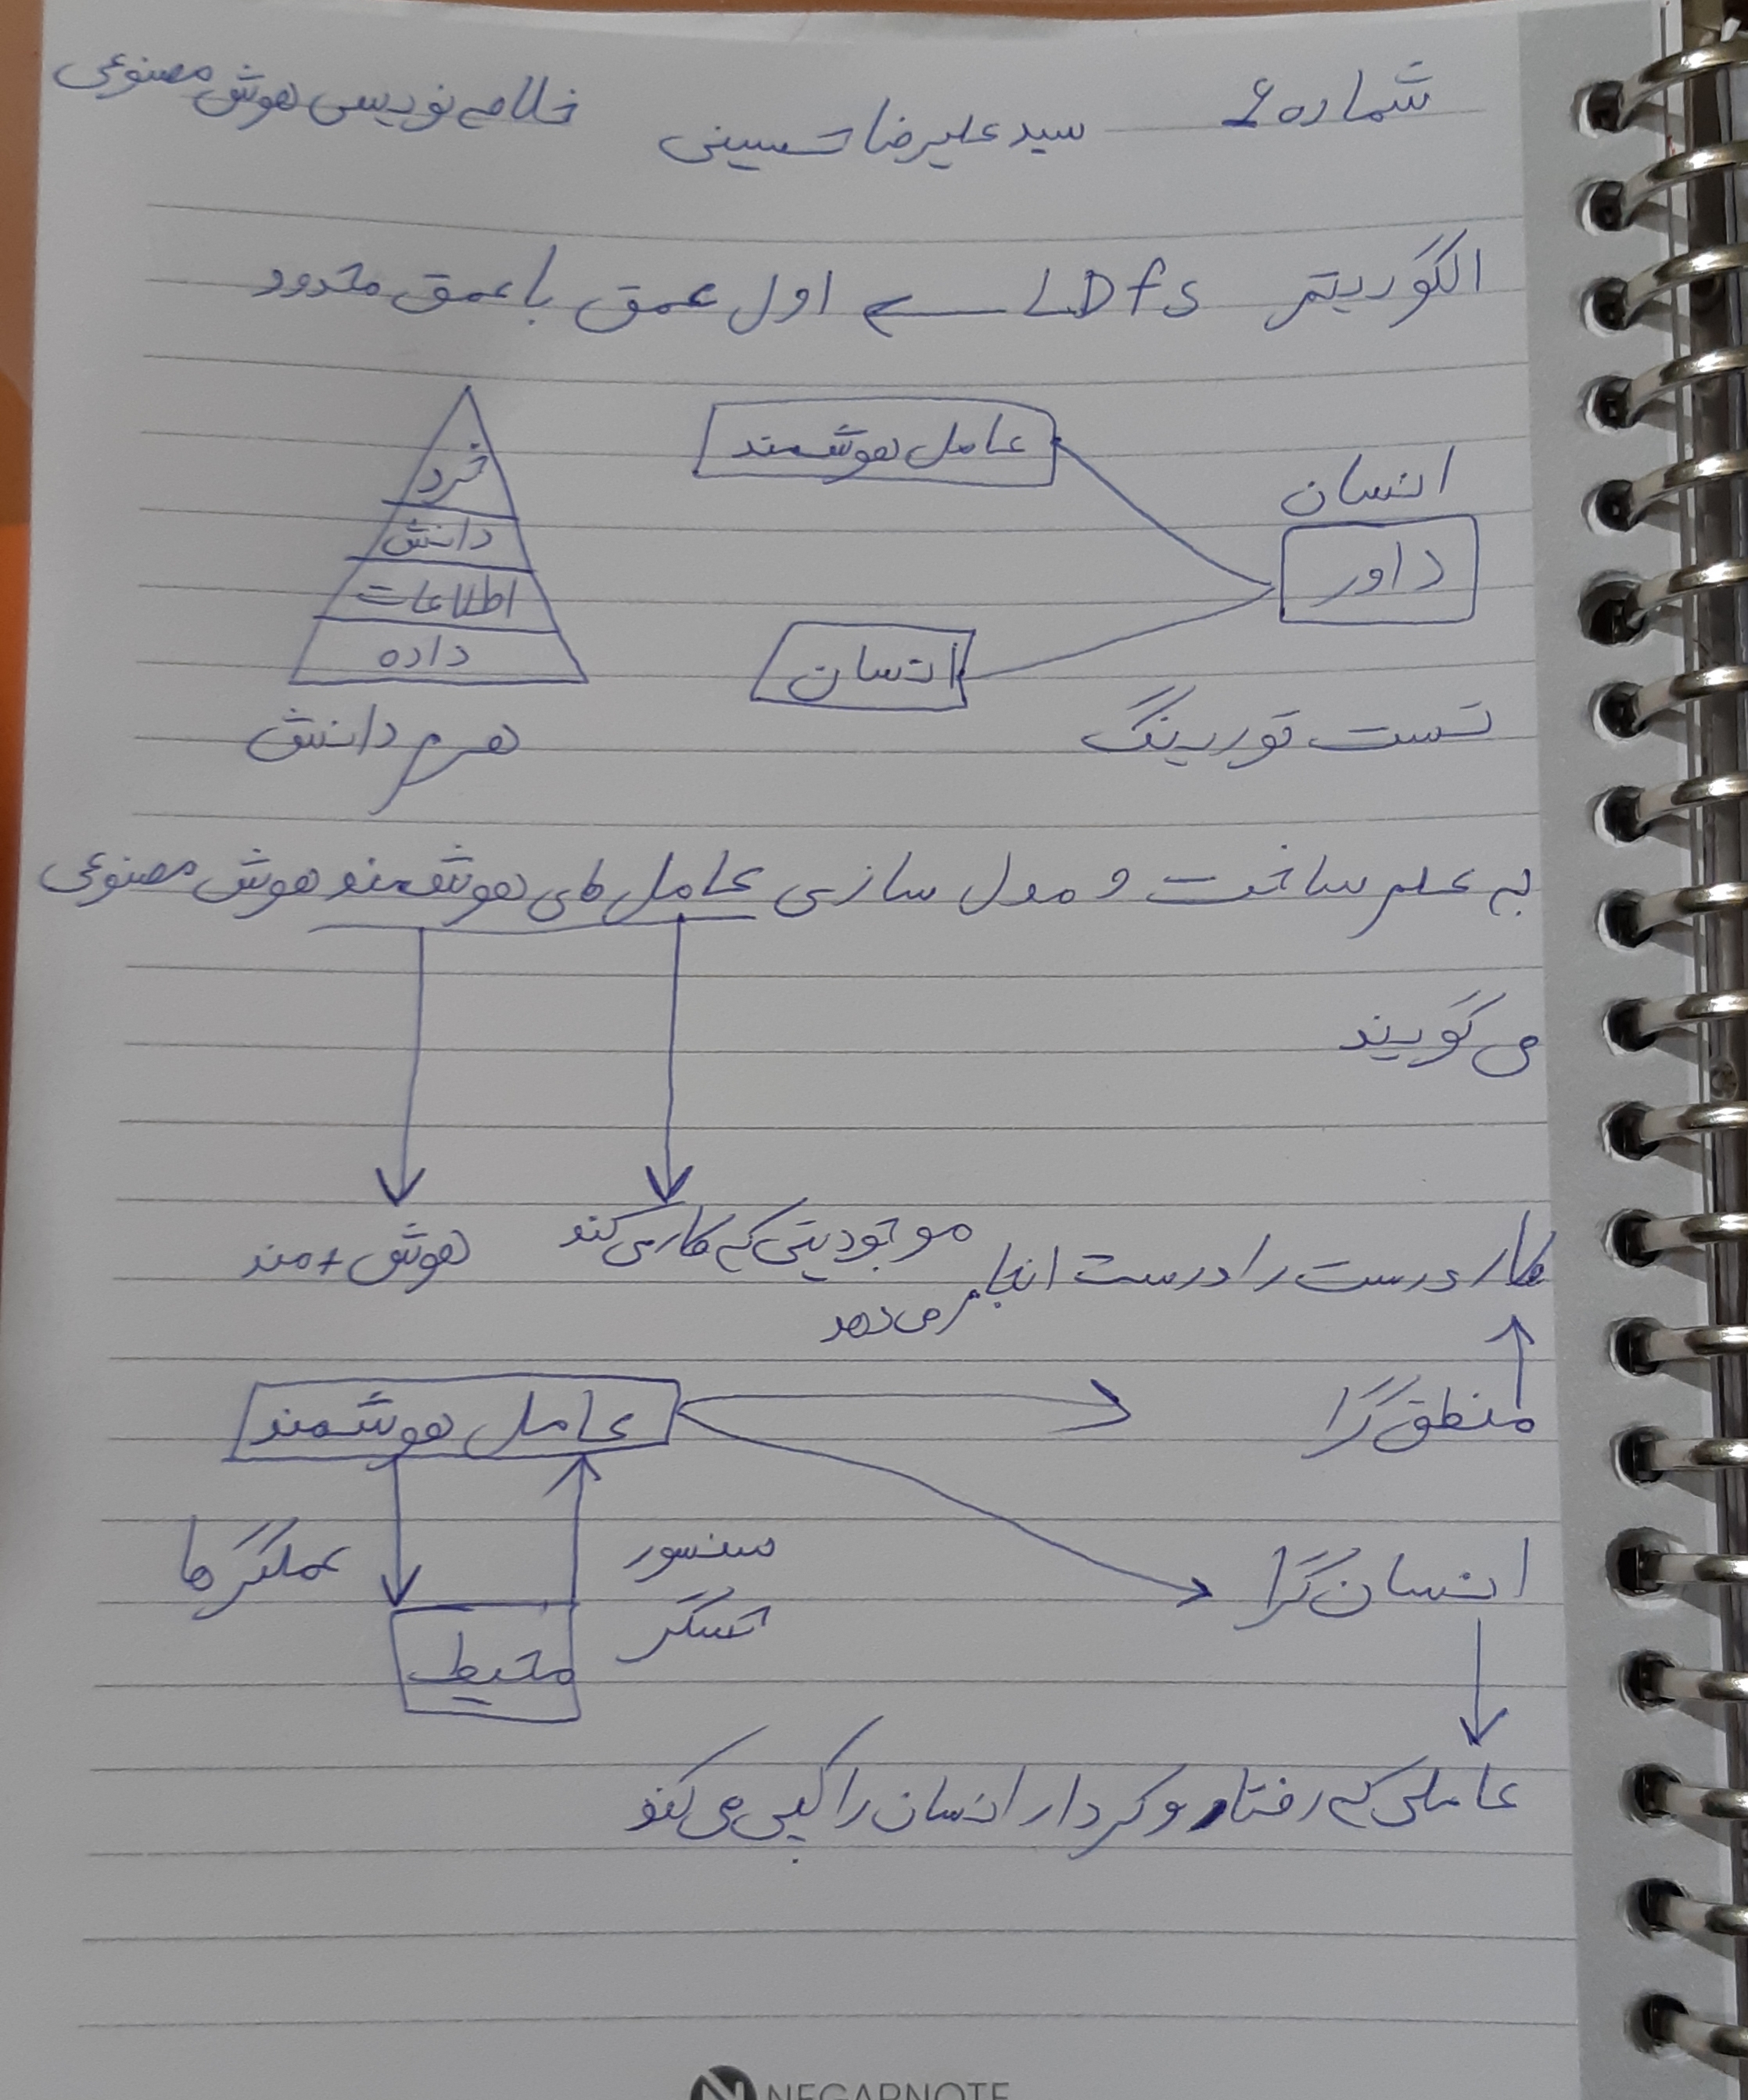 شماره ۶ سید علیرضا حسینی خلاصه نویسی هوش مصنوعی
الگوریتم LDfs ← اول عمق با عمق محدود
عامل هوشمند
انسان
داور
انسان
تست تورینگ
خرد
دانش
اطلاعات
داده
هرم دانش
به علم ساخت و مدل سازی عامل های هوشمند هوش مصنوعی
می گویند
کار درست را درست انجام می دهد
موجودیتی که کار می کند
هوش + مند
عامل هوشمند
منطق گرا
عملگرها
سنسور
حسگر
انسان گرا
محیط
عاملی که رفتار و کردار انسان را کپی می کند
NEGARNOTE